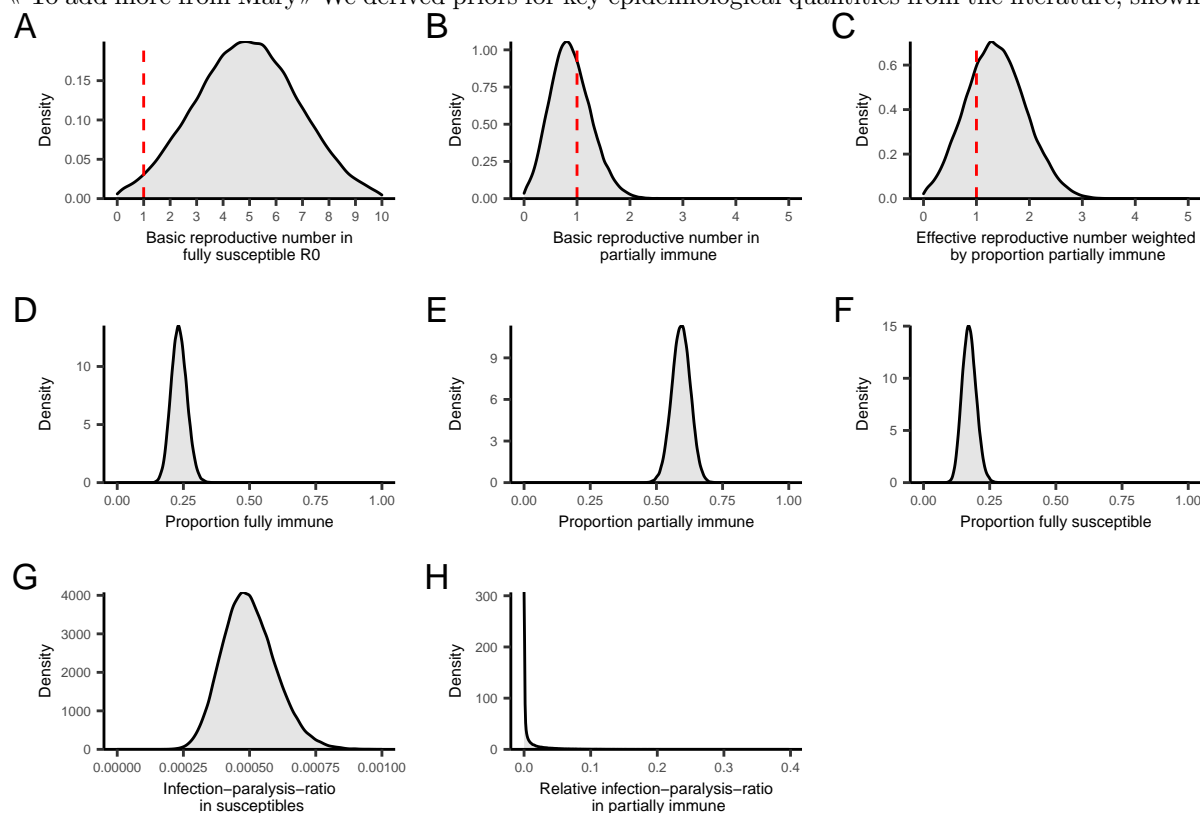 « To add more from Mary» We derived priors for key epidemiological quantities from the literature, shown
A
0.15
0.10
0.05
0.00
Density
0 1 2 3 4 5 6 7 8 9 10
Basic reproductive number in
fully susceptible R0
B
1.00
0.75
0.50
0.25
0.00
Density
0 1 2 3 4 5
Basic reproductive number in
partially immune
C
0.6
0.4
0.2
0.0
Density
0 1 2 3 4 5
Effective reproductive number weighted
by proportion partially immune
D
10
5
0
Density
0.00 0.25 0.50 0.75 1.00
Proportion fully immune
E
9
6
3
0
Density
0.00 0.25 0.50 0.75 1.00
Proportion partially immune
F
15
10
5
0
Density
0.00 0.25 0.50 0.75 1.00
Proportion fully susceptible
G
4000
3000
2000
1000
0
Density
0.00000 0.00025 0.00050 0.00075 0.00100
Infection−paralysis−ratio
in susceptibles
H
300
200
100
0
Density
0.0 0.1 0.2 0.3 0.4
Relative infection−paralysis−ratio
in partially immune